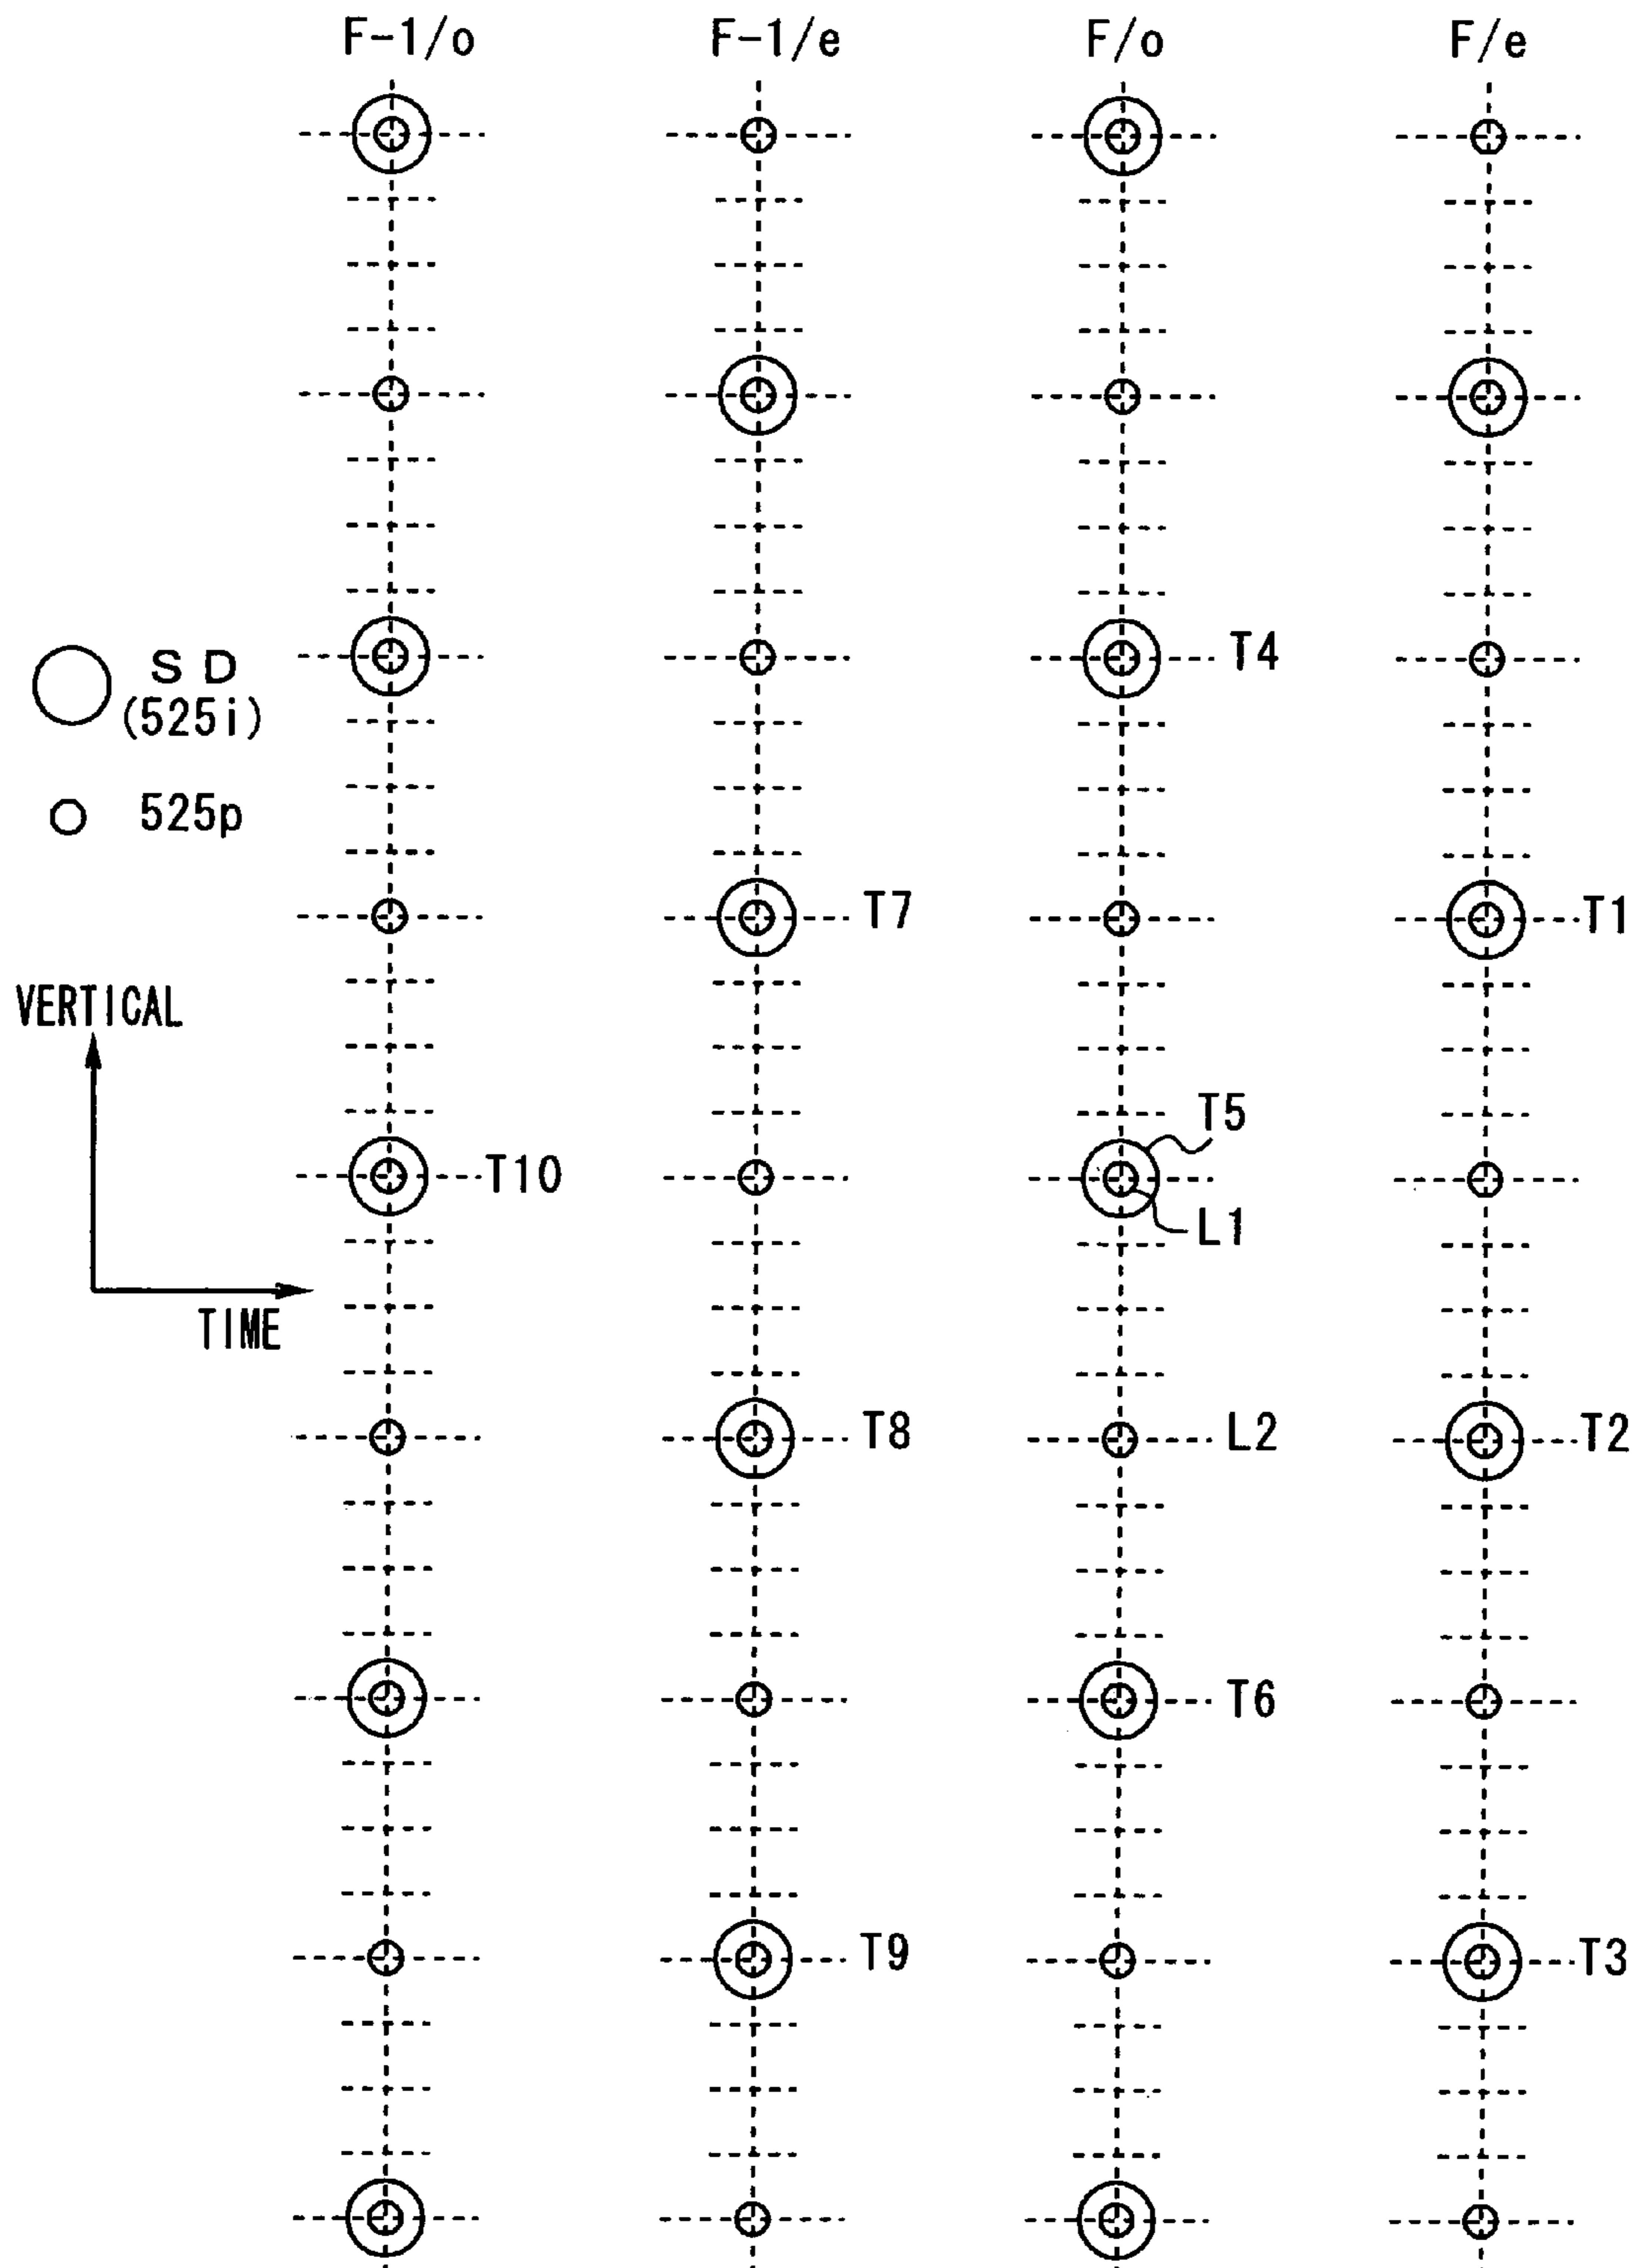 F-1/o
F-1/e
F/o
F/e
S D
(525i)
525p
T4
T7
T1
VERTICAL
TIME
T5
T10
L1
T8
L2
T2
T6
T9
T3